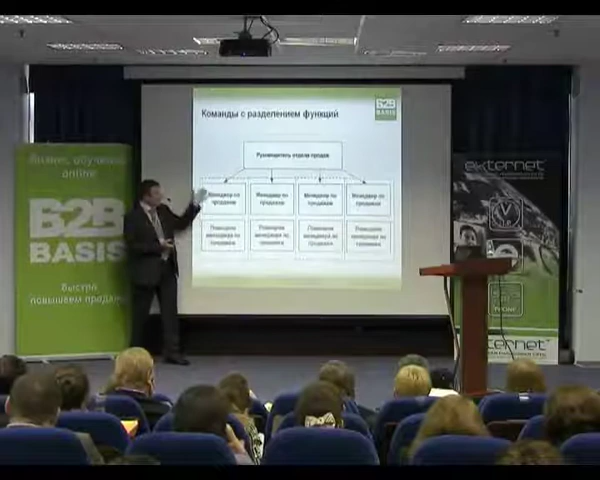 Команды с разделением функций
B2B
BASIS
Руководитель отдела продаж
Менеджер по
продажам
Менеджер по
продажам
Менеджер по
продажам
Менеджер по
продажам
Помощник
менеджера по
продажам
Помощник
менеджера по
продажам
Помощник
менеджера по
продажам
Помощник
менеджера по
продажам
Бизнес, обучение
online
B2B
BASIS
Быстро
повышаем продажи
externet